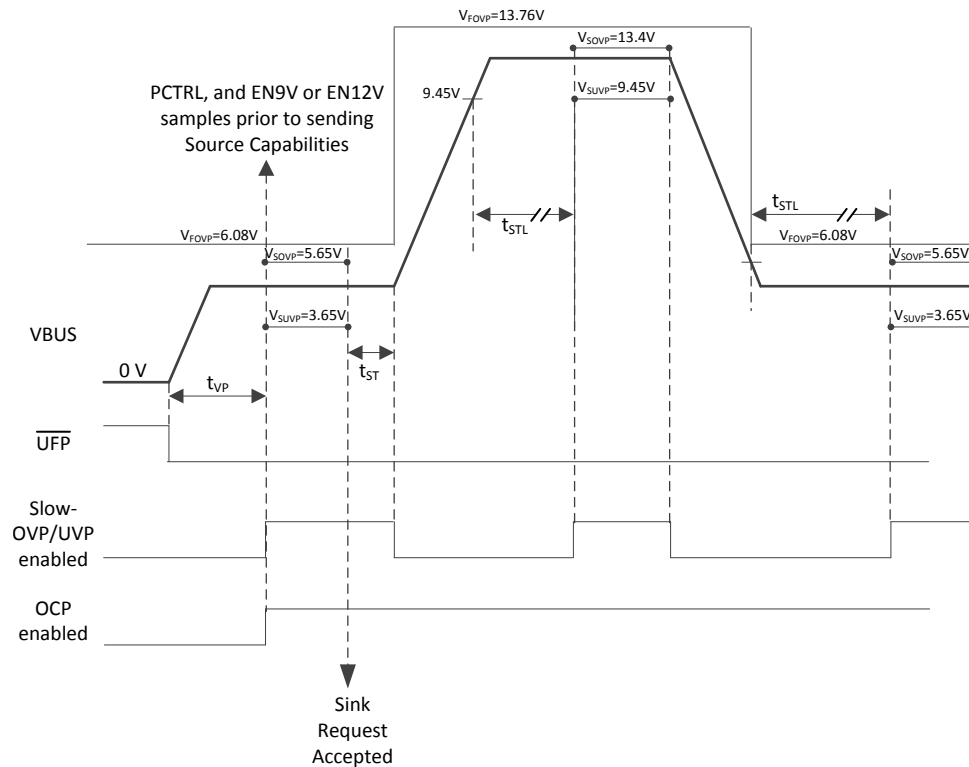 VFOVP=13.76V
VSOVP=13.4V
PCTRL, and EN9V or EN12V
samples prior to sending
Source Capabilities
9.45V
VSUVP=9.45V
tSTL
tSTL
VFOVP=6.08V
VFOVP=6.08V
VSOVP=5.65V
VSOVP=5.65V
VBUS
VSUVP=3.65V
VSUVP=3.65V
0 V
tVP
tST
UFP
Slow-
OVP/UVP
enabled
OCP
enabled
Sink
Request
Accepted